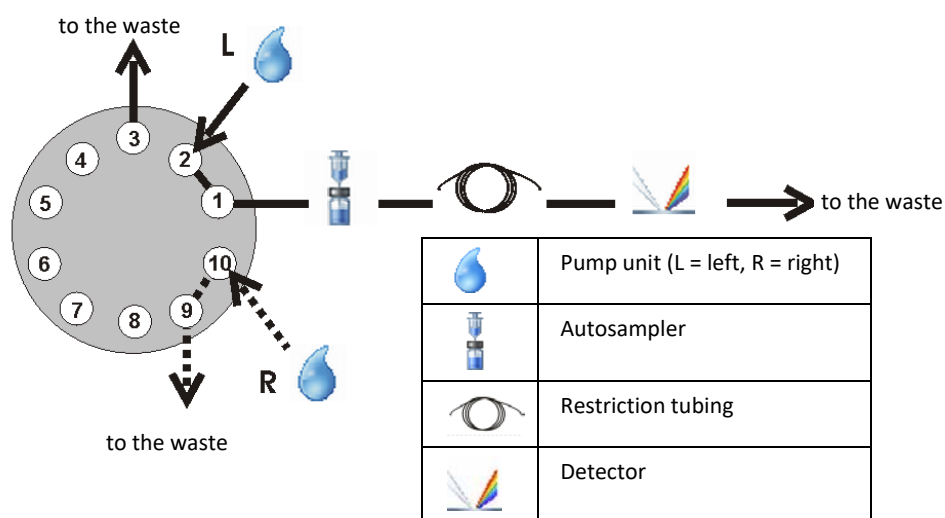 to the waste
L
3
4
2
5
1
to the waste
6
10
7
8
9
R
to the waste
Pump unit (L = left, R = right)
Autosampler
Restriction tubing
Detector